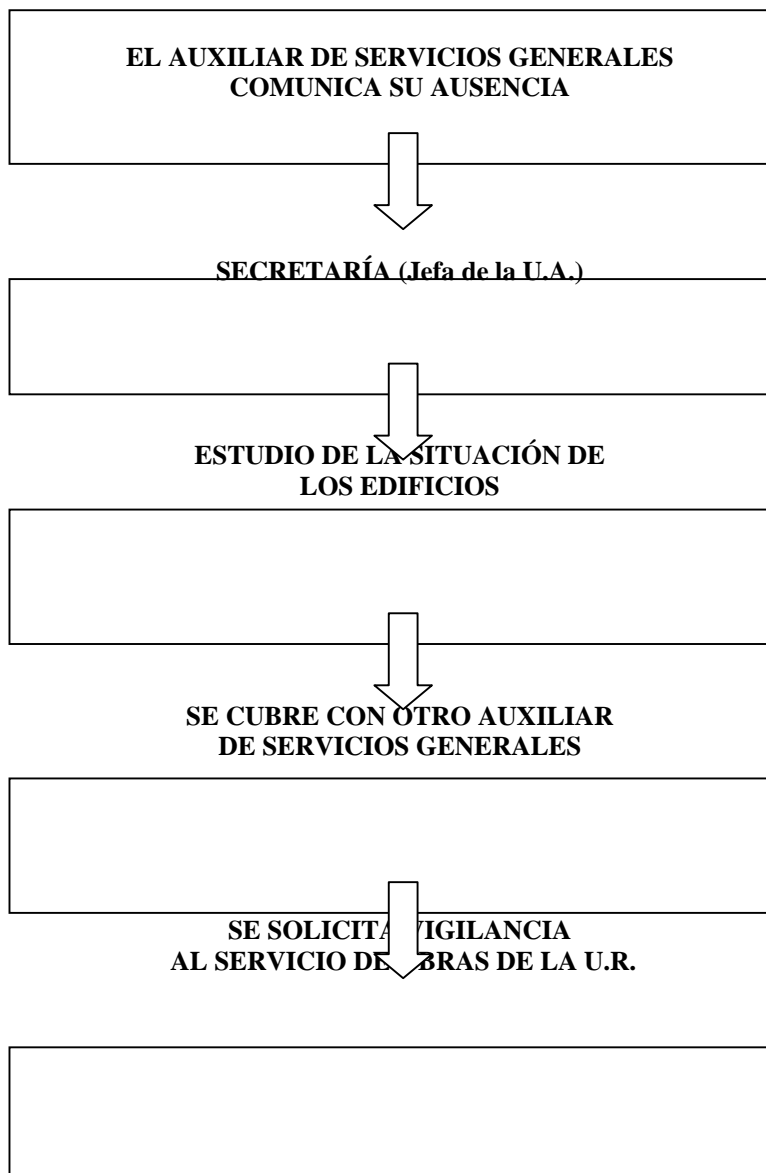 EL AUXILIAR DE SERVICIOS GENERALES
COMUNICA SU AUSENCIA
SECRETARÍA (Jefa de la U.A.)
ESTUDIO DE LA SITUACIÓN DE
LOS EDIFICIOS
SE CUBRE CON OTRO AUXILIAR
DE SERVICIOS GENERALES
SE SOLICITA VIGILANCIA
AL SERVICIO DE OBRAS DE LA U.R.